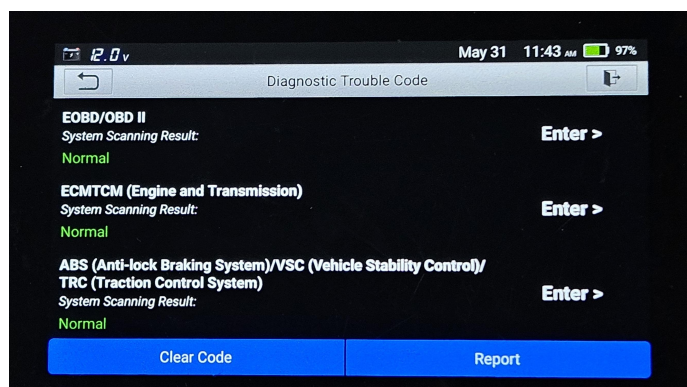 12.0 v May 31 11:43 AM 97%
Diagnostic Trouble Code
EOBD/OBD II
System Scanning Result:
Enter >
Normal
ECMTCM (Engine and Transmission)
System Scanning Result:
Enter >
Normal
ABS (Anti-lock Braking System)/VSC (Vehicle Stability Control)/
TRC (Traction Control System)
System Scanning Result:
Enter >
Normal
Clear Code Report